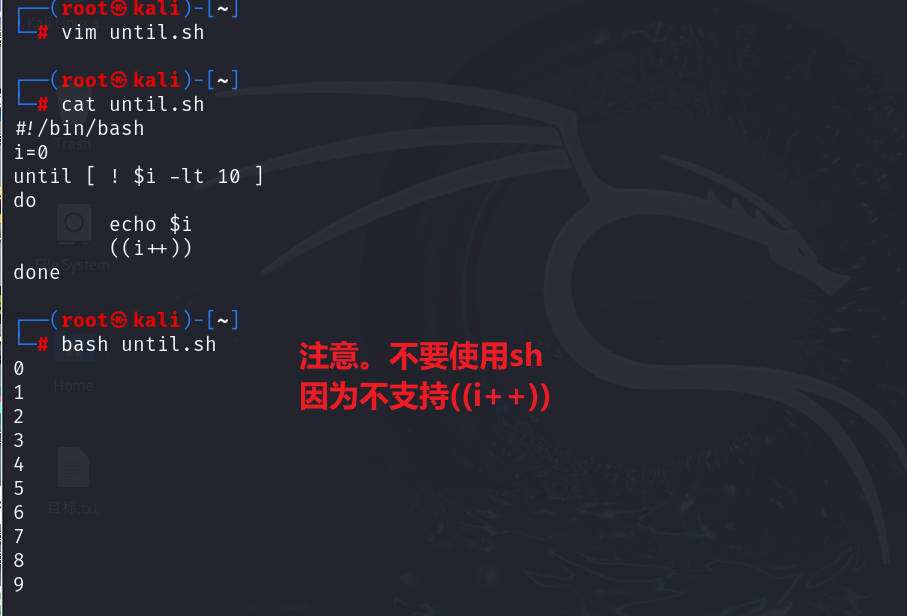 ┌──(root㉿kali)-[~]
└─# vim until.sh
┌──(root㉿kali)-[~]
└─# cat until.sh
#!/bin/bash
i=0
until [ ! $i -lt 10 ]
do
echo $i
((i++))
done
┌──(root㉿kali)-[~]
└─# bash until.sh
0
1
2
3
4
5
6
7
8
9
注意。不要使用sh
因为不支持((i++))
Trash
File System
Home
目标.txt